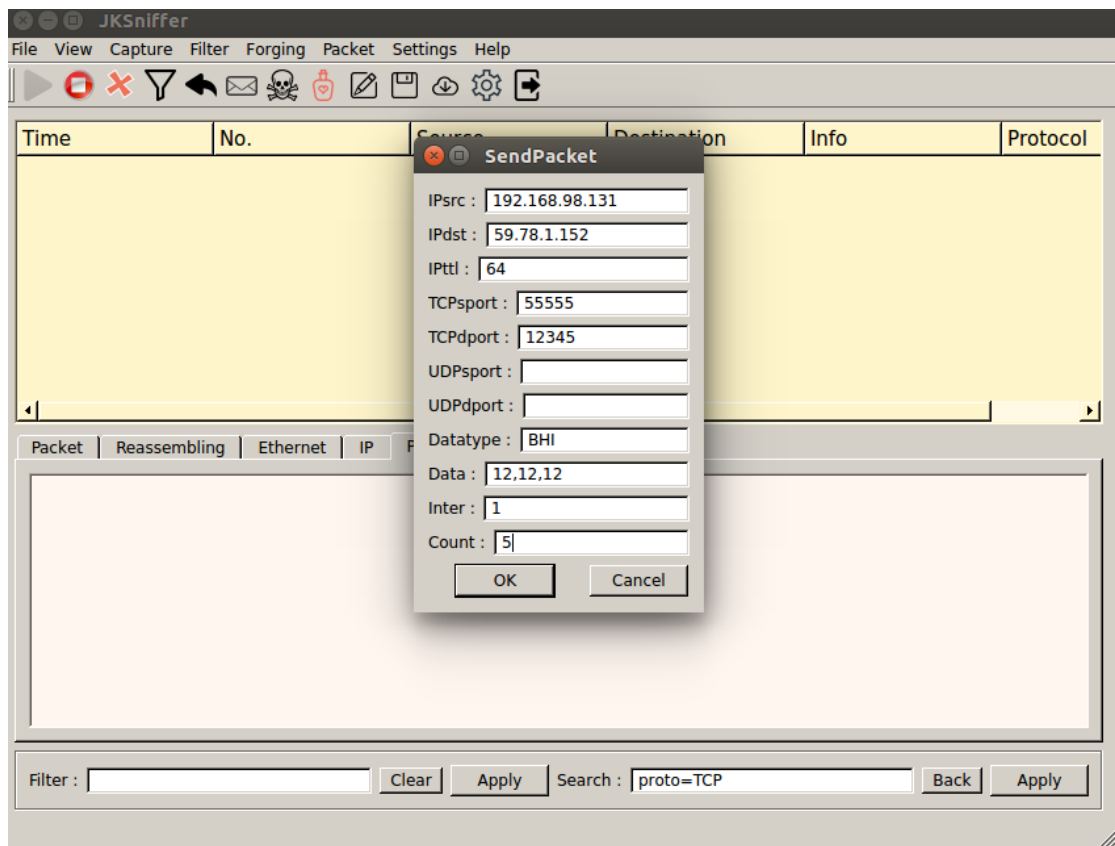 JKSniffer
File View Capture Filter Forging Packet Settings Help
Time No. Source Destination Info Protocol
SendPacket
IPsrc : 192.168.98.131
IPdst : 59.78.1.152
IPttl : 64
TCPsport : 55555
TCPdport : 12345
UDPsport :
UDPdport :
Datatype : BHI
Data : 12,12,12
Inter : 1
Count : 5
OK Cancel
Packet Reassembling Ethernet IP
Filter : Clear Apply Search : proto=TCP Back Apply